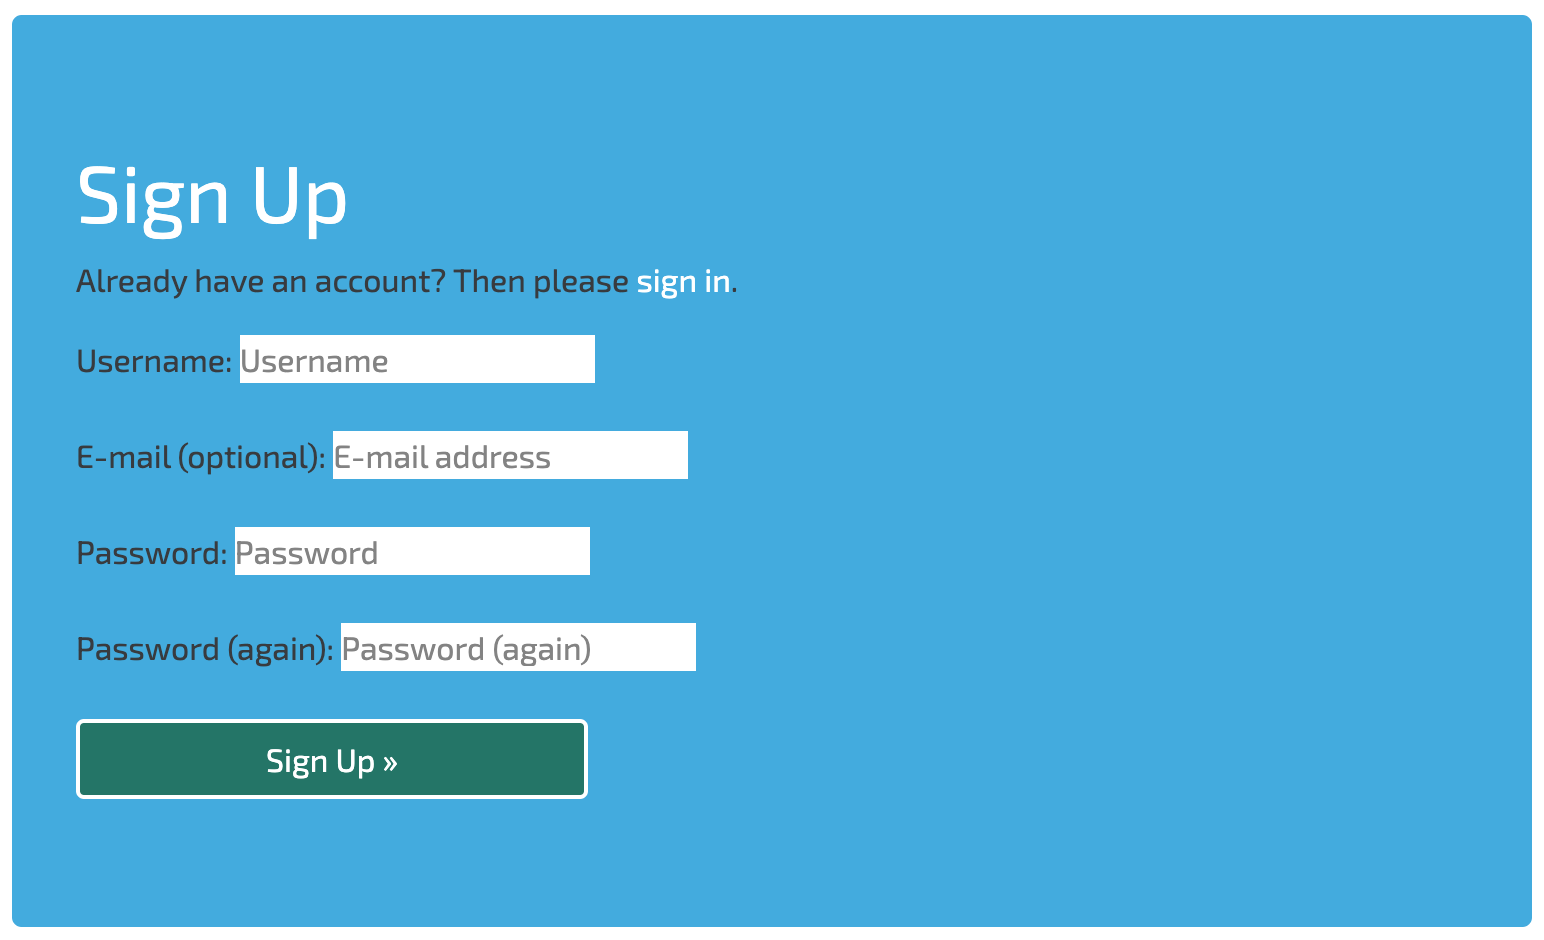 Sign Up
Already have an account? Then please sign in.
Username: Username
E-mail (optional): E-mail address
Password: Password
Password (again): Password (again)
Sign Up »